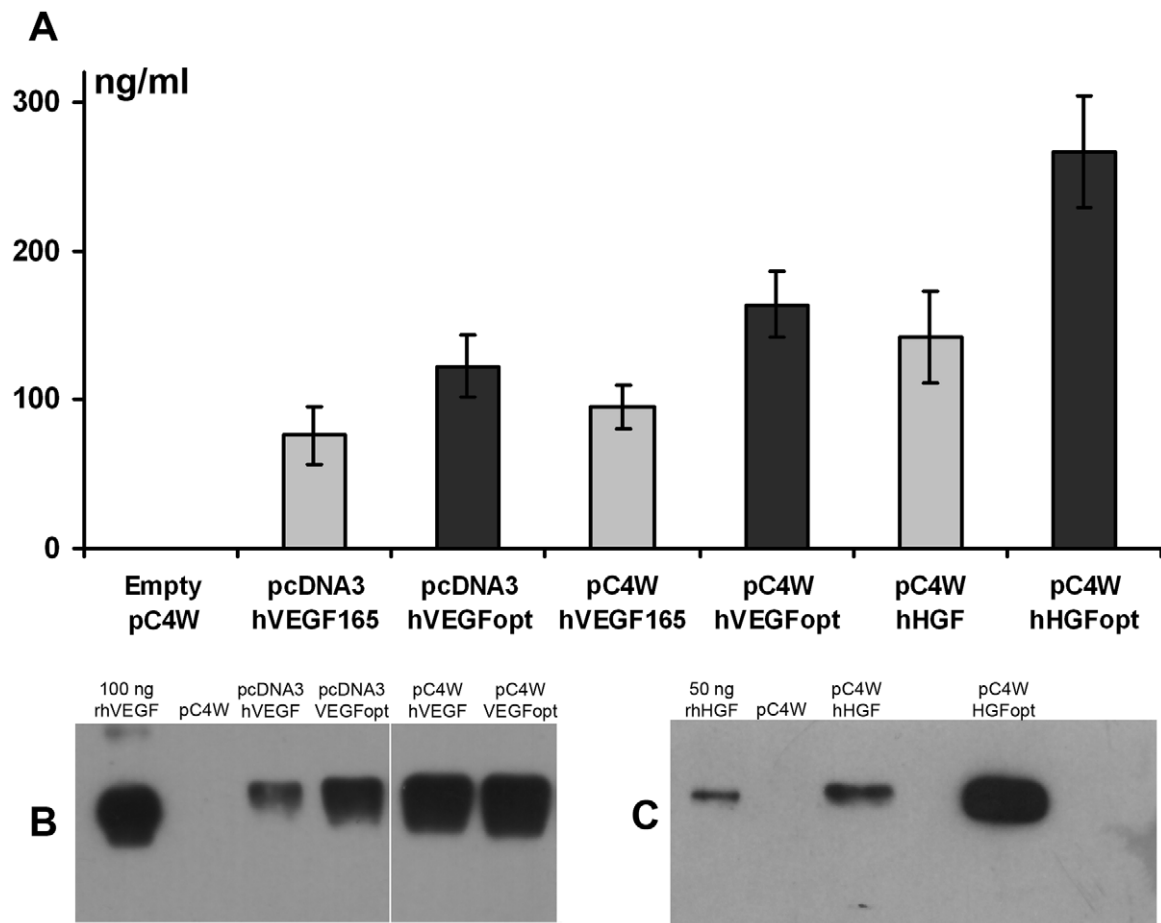 A
ng/ml
300
200
100
0
Empty
pC4W
pcDNA3
hVEGF165
pcDNA3
hVEGFopt
pC4W
hVEGF165
pC4W
hVEGFopt
pC4W
hHGF
pC4W
hHGFopt
B
100 ng
rhVEGF
pC4W
pcDNA3
hVEGF
pcDNA3
VEGFopt
pC4W
hVEGF
pC4W
VEGFopt
C
50 ng
rhHGF
pC4W
pC4W
hHGF
pC4W
HGFopt